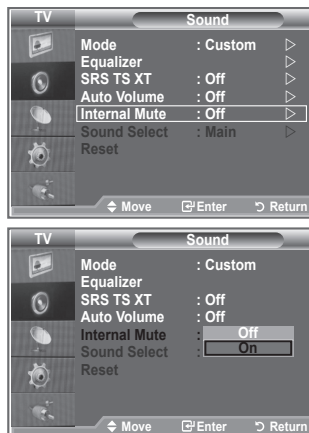 TV Sound
Mode : Custom
Equalizer
SRS TS XT : Off
Auto Volume : Off
Internal Mute : Off
Sound Select : Main
Reset
Move Enter Return
TV Sound
Mode : Custom
Equalizer
SRS TS XT : Off
Auto Volume : Off
Internal Mute : Off
Sound Select : On
Reset
Move Enter Return